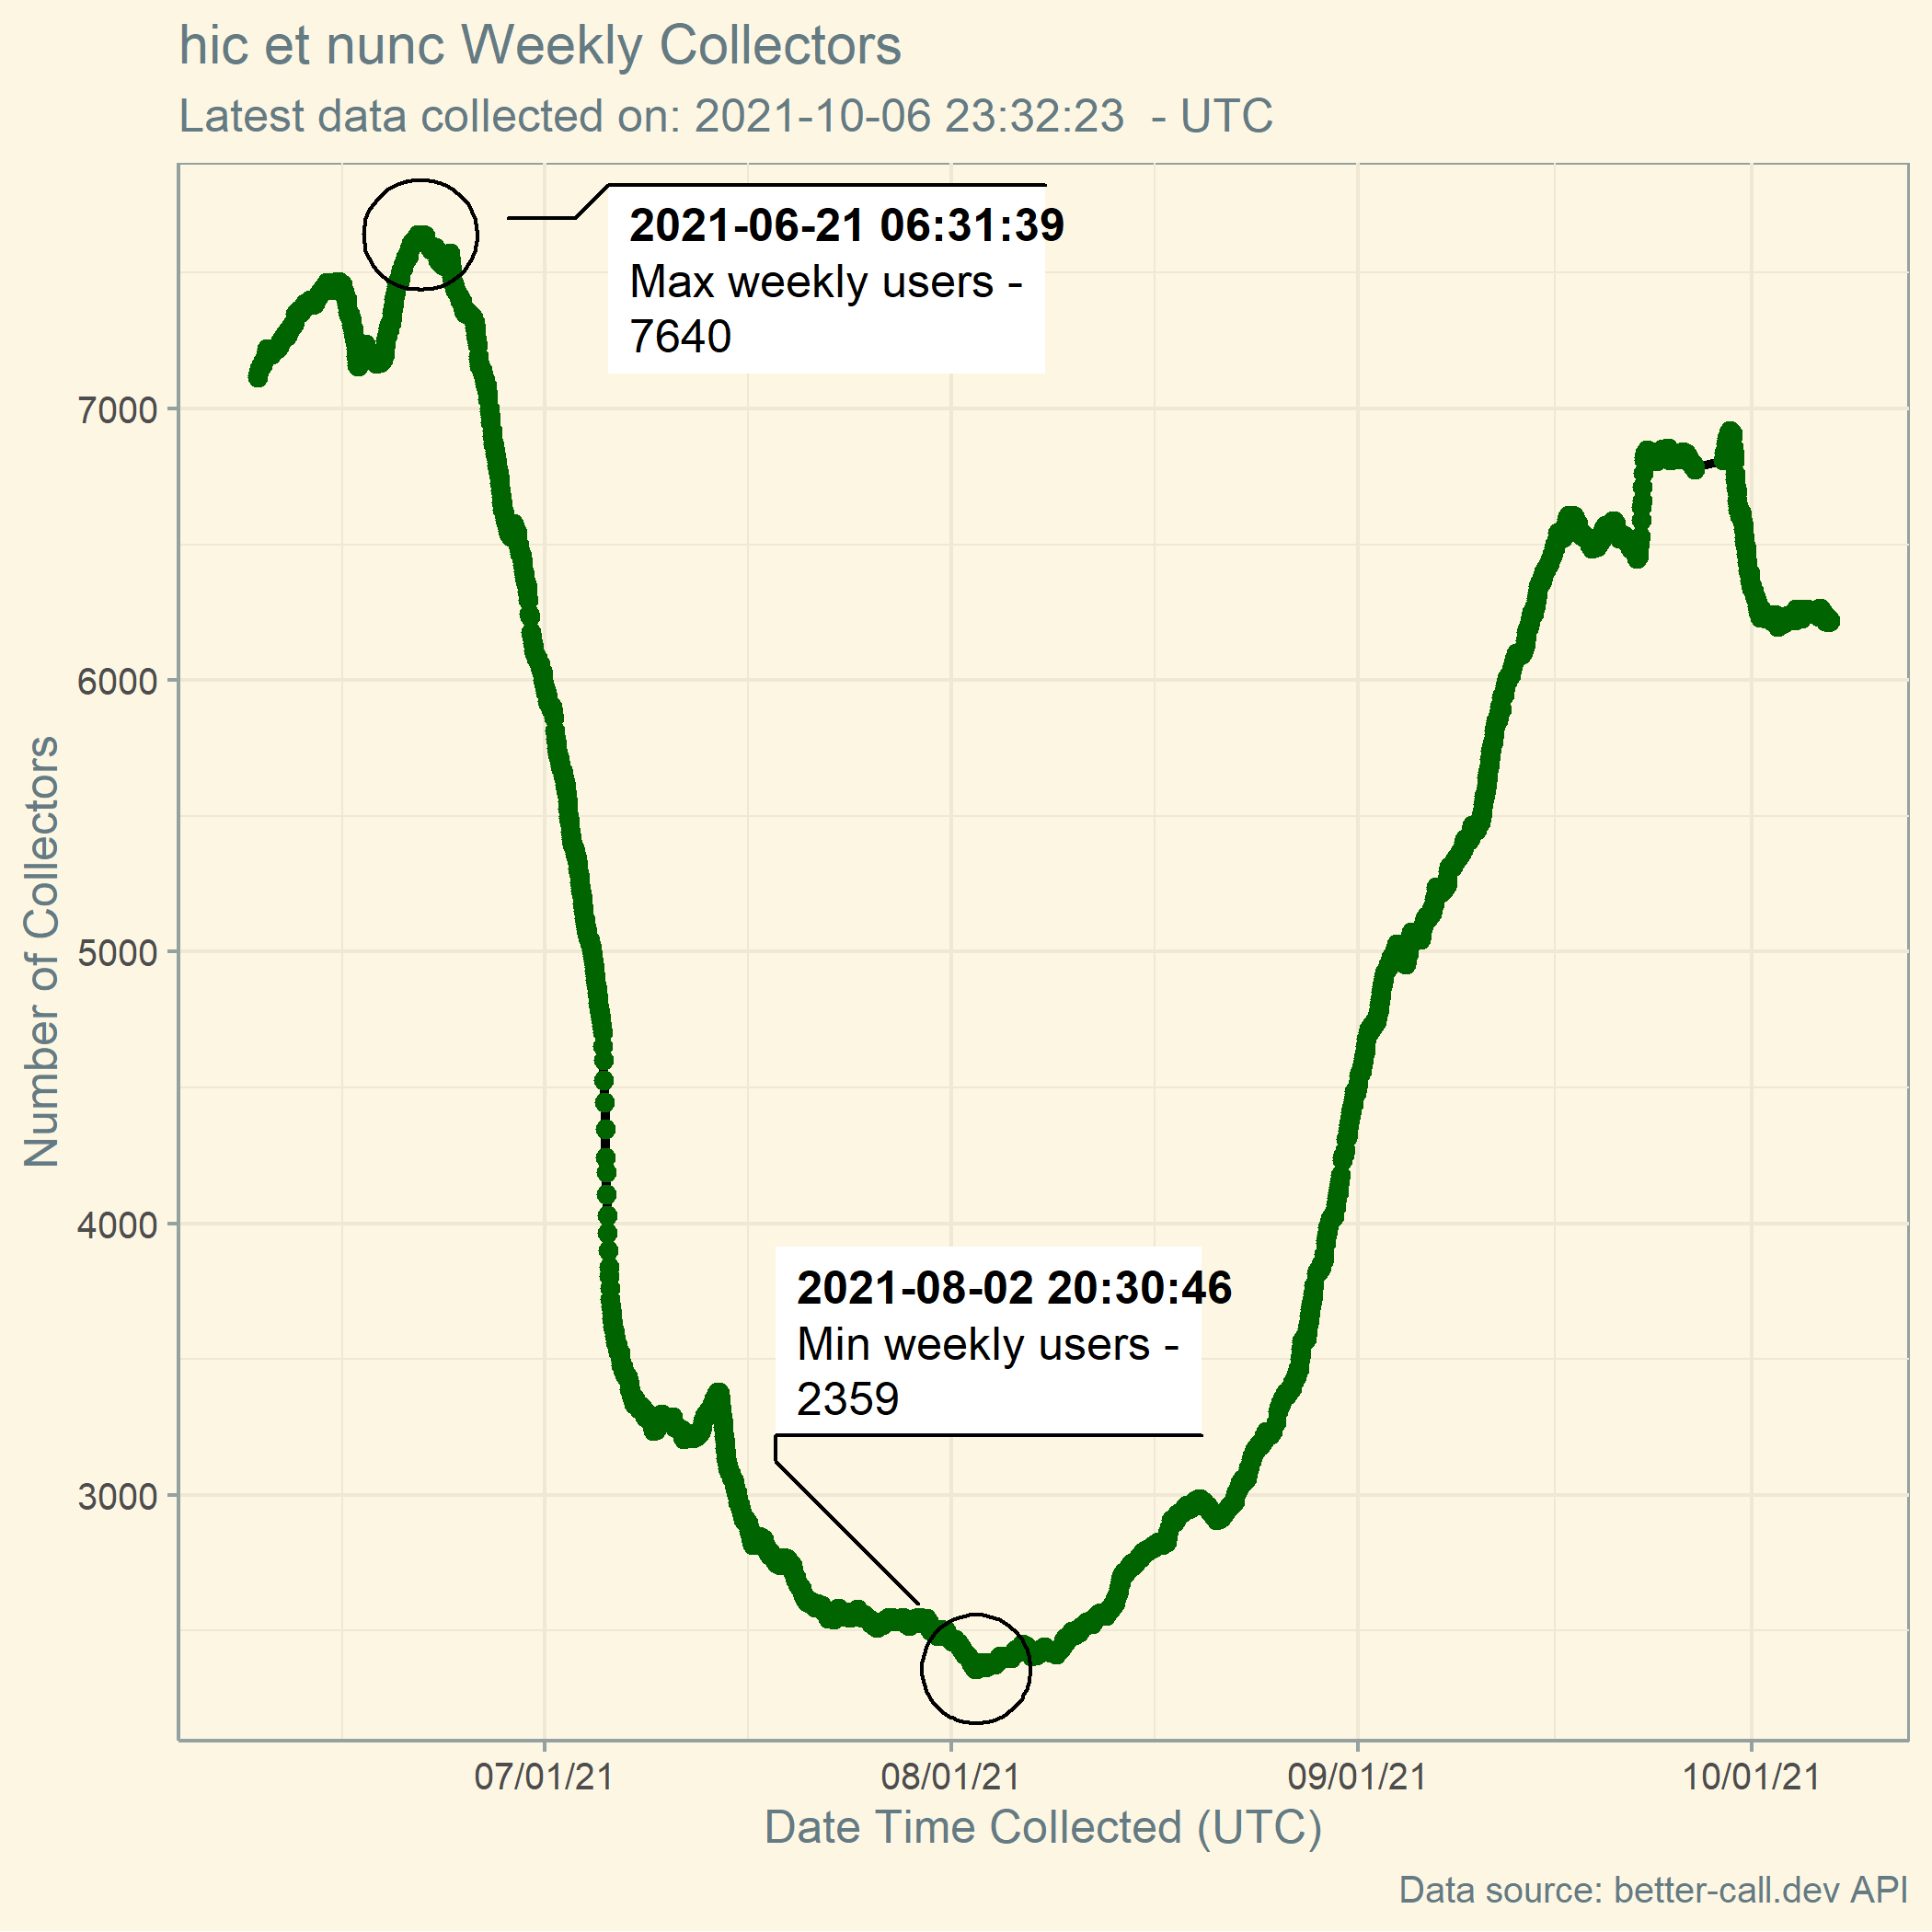 hic et nunc Weekly Collectors
Latest data collected on: 2021-10-06 23:32:23  - UTC
2021-06-21 06:31:39
Max weekly users -
7640
7000
6000
5000
4000
3000
Number of Collectors
2021-08-02 20:30:46
Min weekly users -
2359
07/01/21
08/01/21
09/01/21
10/01/21
Date Time Collected (UTC)
Data source: better-call.dev API